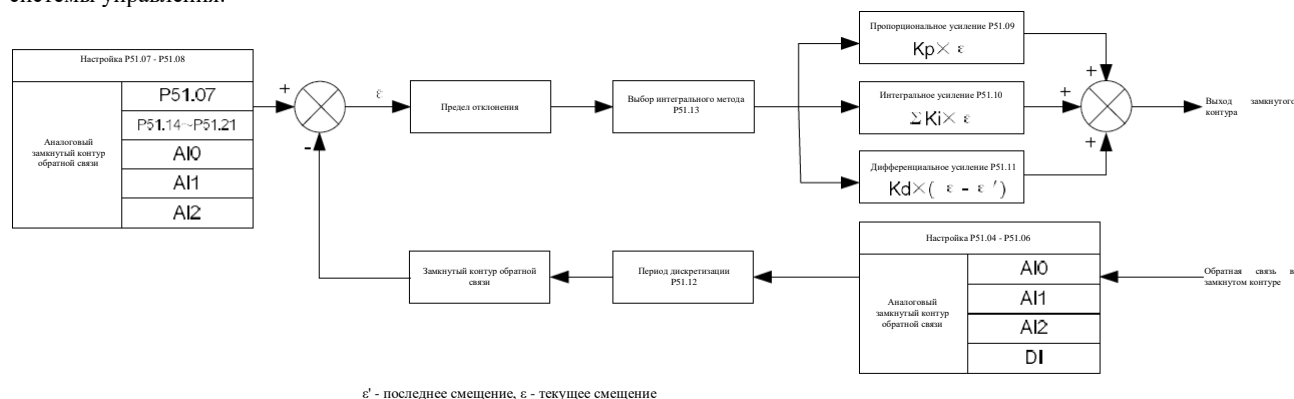 системы управления.
Настройка P51.07 - P51.08
Аналоговый
замкнутый контур
обратной связи
P51.07
P51.14~P51.21
AI0
AI1
AI2
+
-
ε
Предел отклонения
Выбор интегрального метода
P51.13
Пропорциональное усиление P51.09
Kp× ε
Интегральное усиление P51.10
ΣKi× ε
Дифференциальное усиление P51.11
Kd×( ε - ε ′)
+
+
+
Выход замкнутого
контура
Настройка P51.04 - P51.06
Аналоговый
замкнутый контур
обратной связи
AI0
AI1
AI2
DI
Обратная связь в
замкнутом контуре
Период дискретизации
P51.12
Замкнутый контур обратной
связи
ε' - последнее смещение, ε - текущее смещение